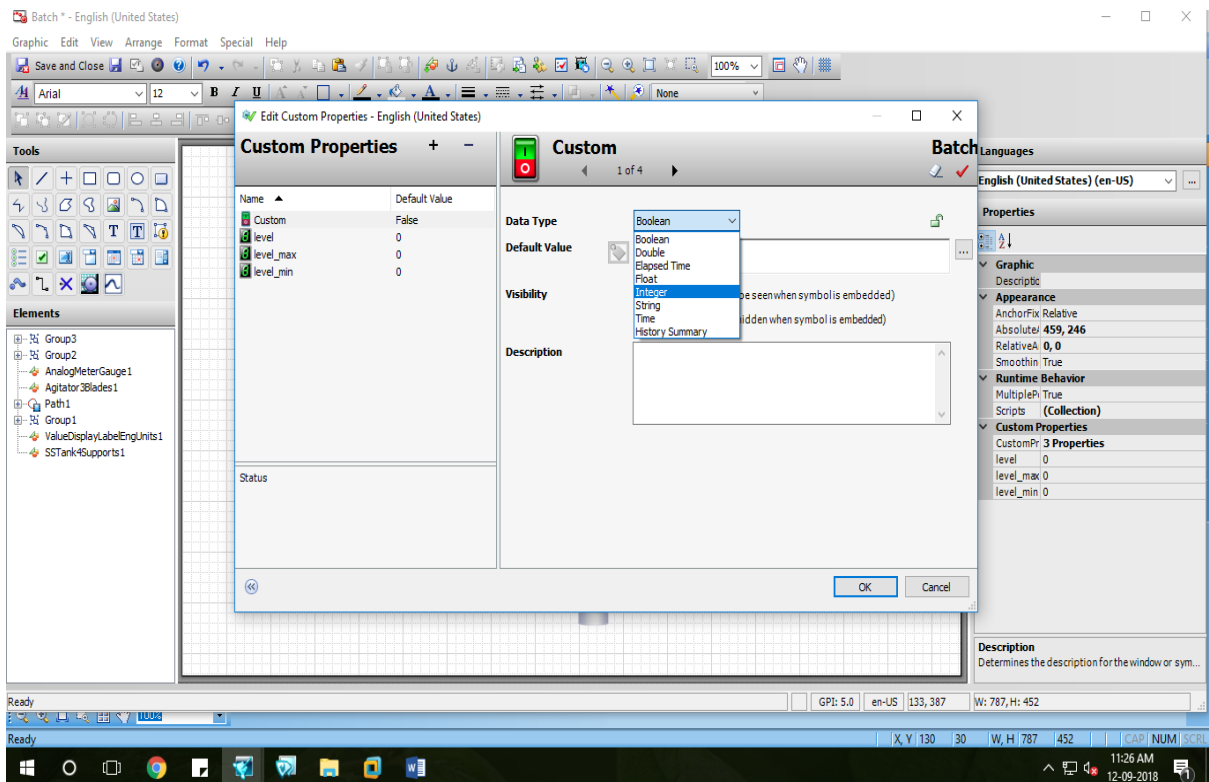 Batch * - English (United States)
Graphic Edit View Arrange Format Special Help
Save and Close 100%
Arial 12 B I U A None
Edit Custom Properties - English (United States)
Custom Properties + -
Custom Batch
1 of 4
Name Default Value
Custom False
level 0
level_max 0
level_min 0
Status
Data Type Boolean
Boolean
Double
Elapsed Time
Float
Integer
String
Time
History Summary
Default Value
...
Visibility be seen when symbol is embedded)
hidden when symbol is embedded)
Description
OK Cancel
Tools
T T
Elements
Group3
Group2
AnalogMeterGauge1
Agitator3Blades1
Path1
Group1
ValueDisplayLabelEngUnits1
SSTank4Supports1
Languages
English (United States) (en-US) ...
Properties
Graphic
Descriptic
Appearance
AnchorFix Relative
Absolute 459, 246
RelativeA 0, 0
Smoothin True
Runtime Behavior
MultipleP True
Scripts (Collection)
Custom Properties
CustomPr 3 Properties
level 0
level_max 0
level_min 0
Description
Determines the description for the window or sym...
Ready GPI: 5.0 en-US 133, 387 W: 787, H: 452
100%
Ready X, Y 130 30 W, H 787 452 CAP NUM SCRL
11:26 AM
12-09-2018